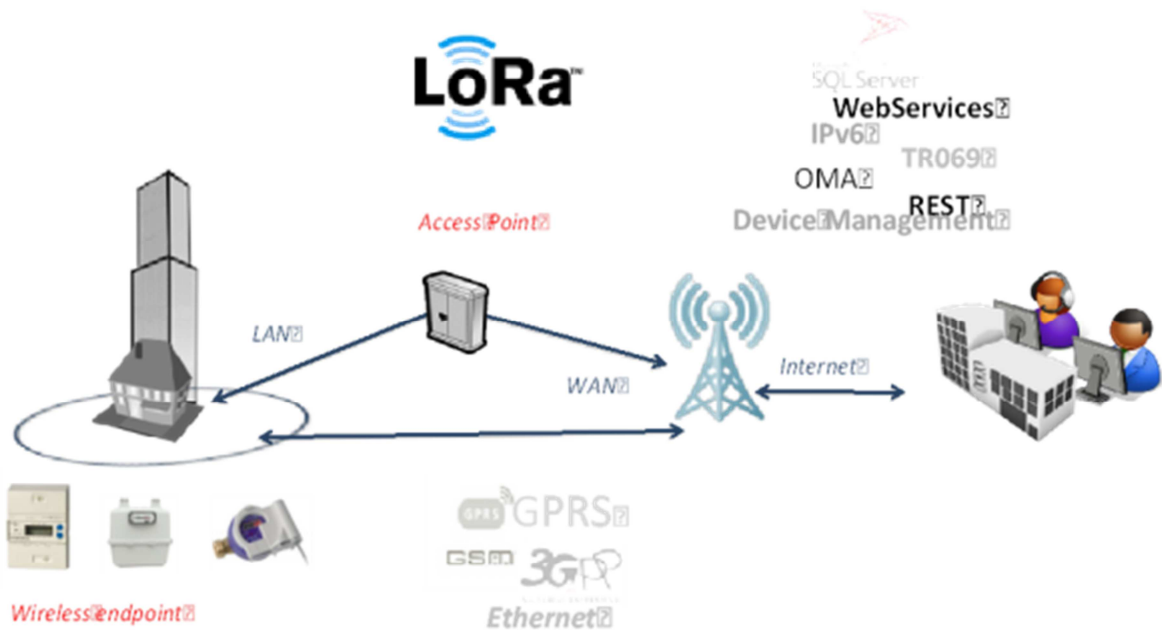 LoRa™
SQL Server
WebServices
IPv6
TR069
OMA
REST
Device Management
Access Point
LAN
WAN
Internet
GPRS GPRS
GSM 3GPP
Ethernet
Wireless endpoint